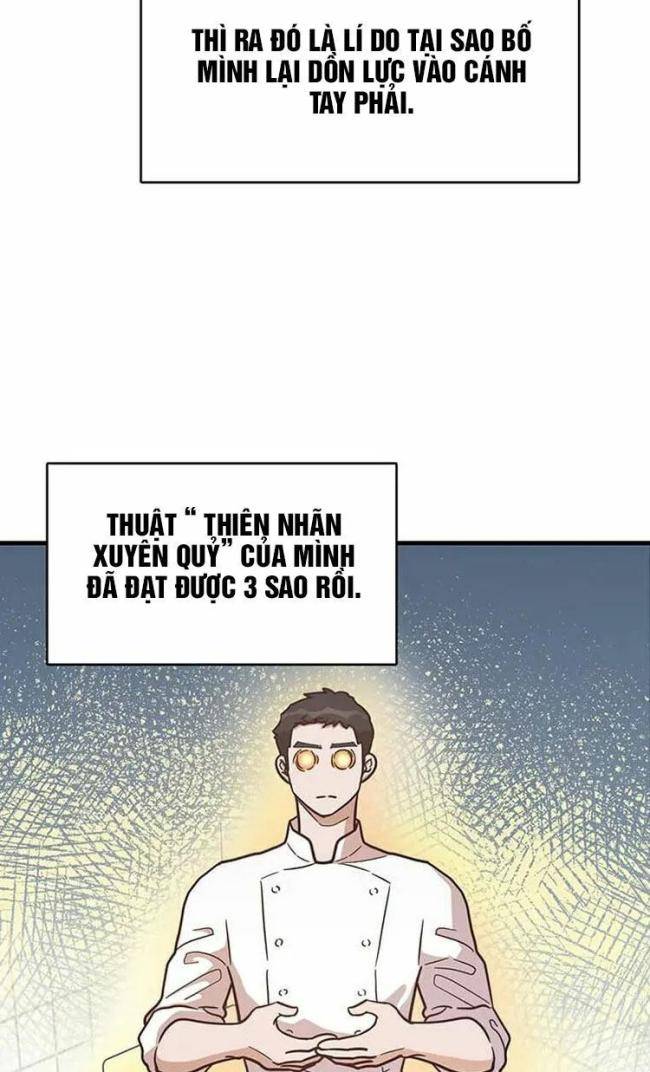 THÌ RA ĐÓ LÀ LÍ DO TẠI SAO BỐ
MÌNH LẠI DỒN LỰC VÀO CÁNH
TAY PHẢI.
THUẬT “ THIÊN NHÃN
XUYÊN QUỶ” CỦA MÌNH
ĐÃ ĐẠT ĐƯỢC 3 SAO RỒI.